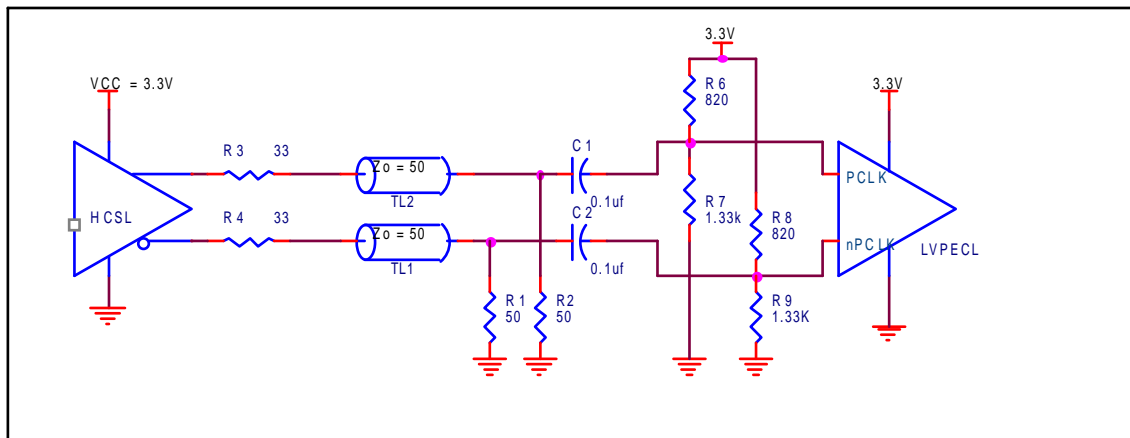 3.3V
VCC = 3.3V
R6
820
3.3V
R3 33
Zo = 50
TL2
C1
0.1uf
PCLK
HCSL
R4 33
Zo = 50
TL1
C2
0.1uf
R7
1.33k
R8
820
nPCLK
LVPECL
R1
50
R2
50
R9
1.33K